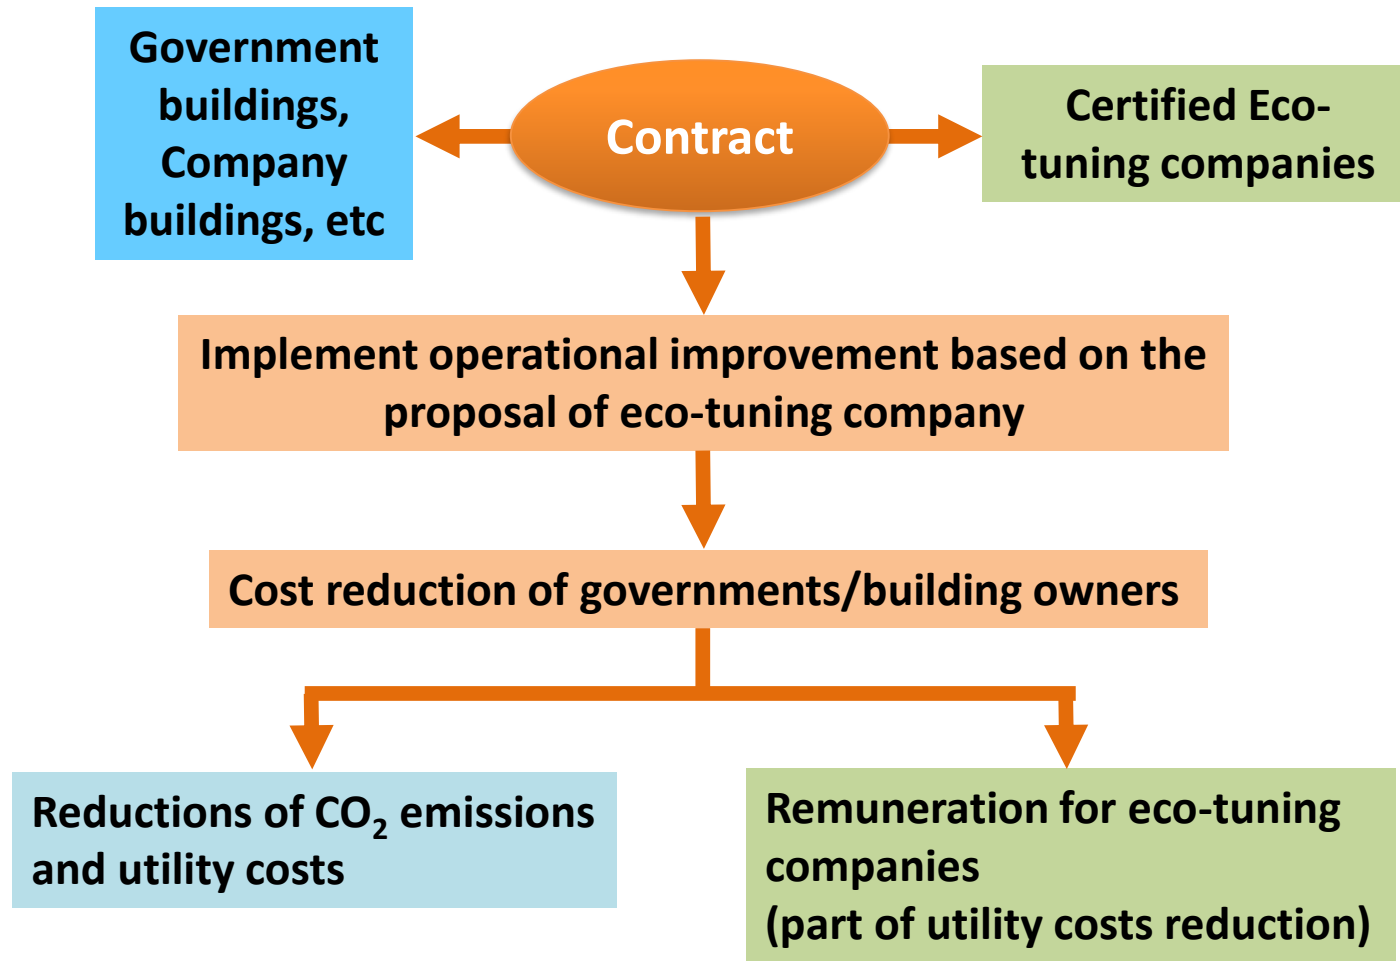 Government
buildings,
Company
buildings, etc
Contract
Certified Eco-
tuning companies
Implement operational improvement based on the
proposal of eco-tuning company
Cost reduction of governments/building owners
Reductions of CO₂ emissions
and utility costs
Remuneration for eco-tuning
companies
(part of utility costs reduction)